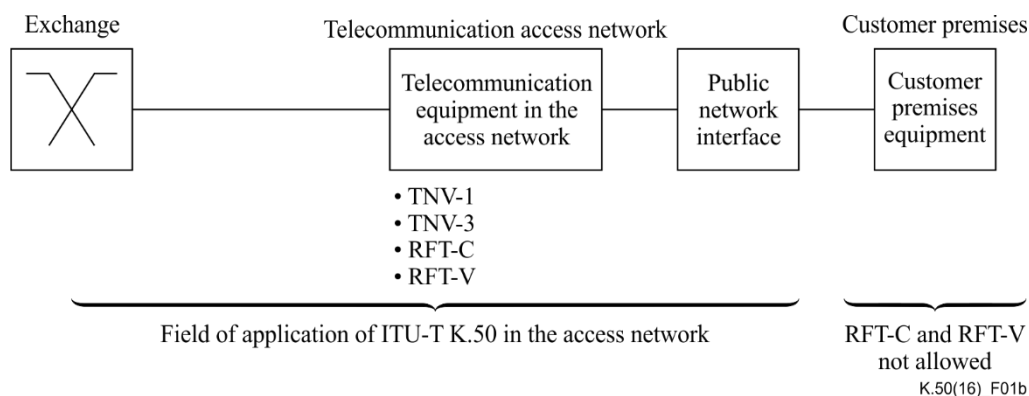 Exchange
Telecommunication access network
Customer premises
Telecommunication
equipment in the
access network
Public
network
interface
Customer
premises
equipment
• TNV-1
• TNV-3
• RFT-C
• RFT-V
Field of application of ITU-T K.50 in the access network
RFT-C and RFT-V
not allowed
K.50(16)_F01b